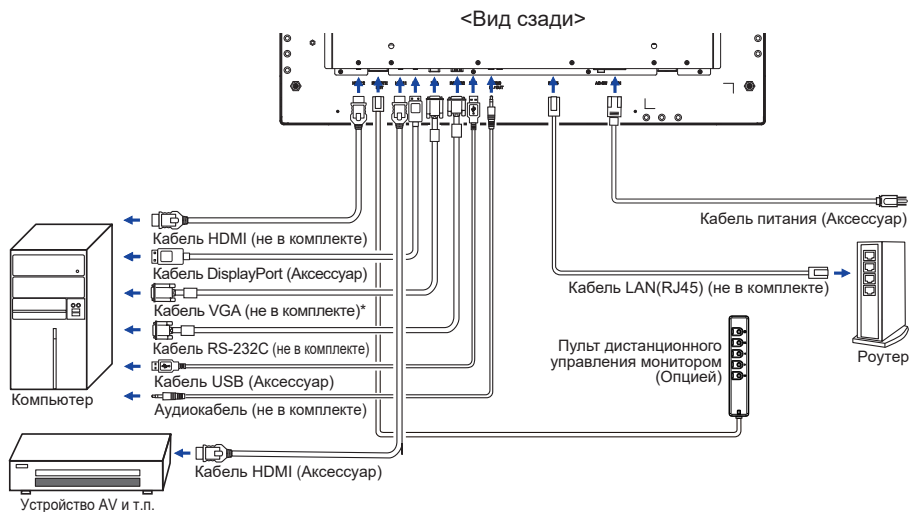 <Вид сзади>
Кабель HDMI (не в комплекте)
Кабель DisplayPort (Аксессуар)
Кабель VGA (не в комплекте)*
Кабель RS-232C (не в комплекте)
Кабель USB (Аксессуар)
Аудиокабель (не в комплекте)
Компьютер
Кабель HDMI (Аксессуар)
Устройство AV и т.п.
Кабель питания (Аксессуар)
Кабель LAN(RJ45) (не в комплекте)
Роутер
Пульт дистанционного
управления монитором
(Опцией)